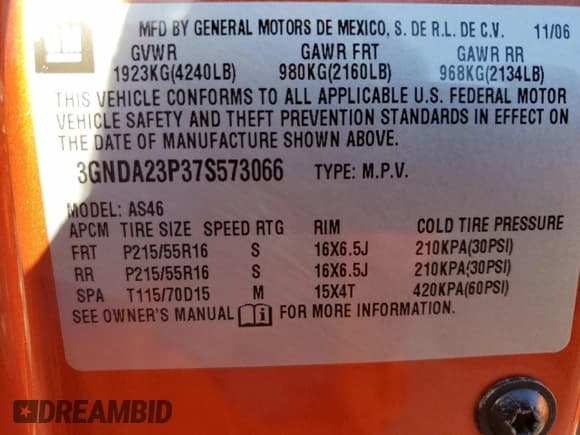 GM
MFD BY GENERAL MOTORS DE MEXICO, S. DE R.L. DE C.V. 11/06
GVWR GAWR FRT GAWR RR
1923KG(4240LB) 980KG(2160LB) 968KG(2134LB)
THIS VEHICLE CONFORMS TO ALL APPLICABLE U.S. FEDERAL MOTOR
VEHICLE SAFETY AND THEFT PREVENTION STANDARDS IN EFFECT ON
THE DATE OF MANUFACTURE SHOWN ABOVE.
3GNDA23P37S573066 TYPE: M.P.V.
MODEL: AS46
APCM TIRE SIZE SPEED RTG RIM COLD TIRE PRESSURE
FRT P215/55R16 S 16X6.5J 210KPA(30PSI)
RR P215/55R16 S 16X6.5J 210KPA(30PSI)
SPA T115/70D15 M 15X4T 420KPA(60PSI)
SEE OWNER'S MANUAL i FOR MORE INFORMATION.
DREAMBID